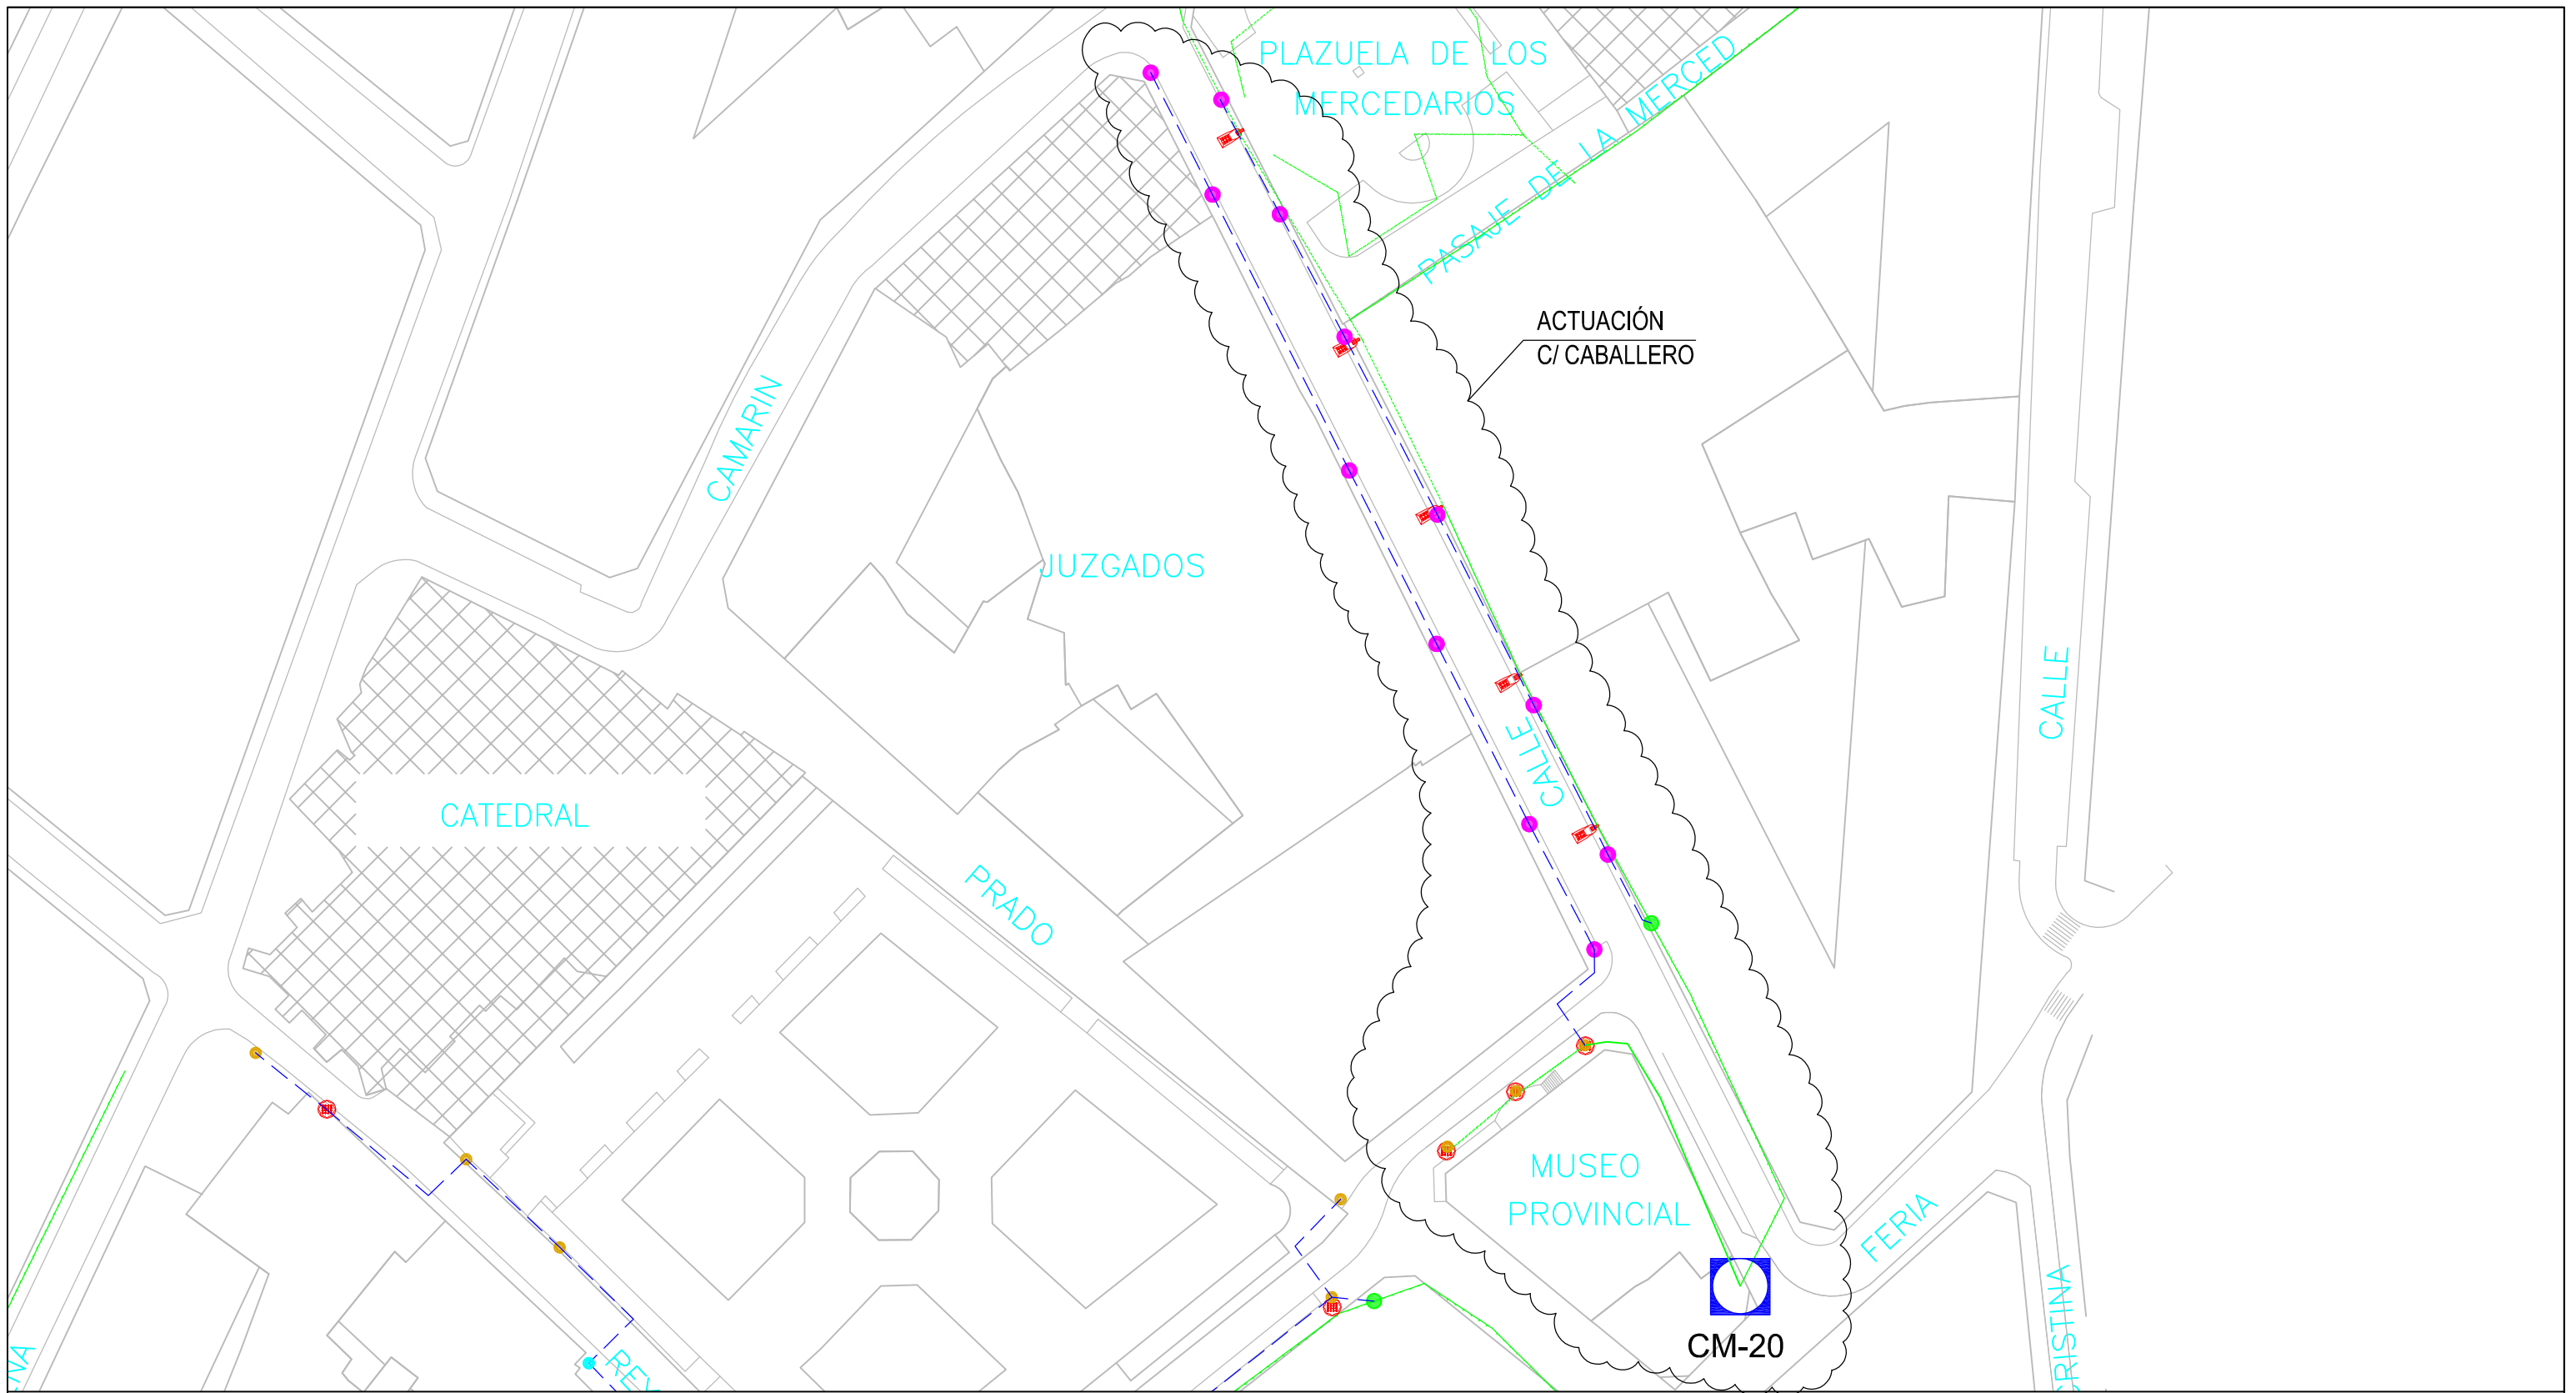 PLAZUELA DE LOS
MERCEDARIOS
PASAJE DE LA MERCED
ACTUACIÓN
C/ CABALLERO
CAMARIN
JUZGADOS
CALLE
CALLE
CATEDRAL
PRADO
MUSEO
PROVINCIAL
FERIA
CM-20